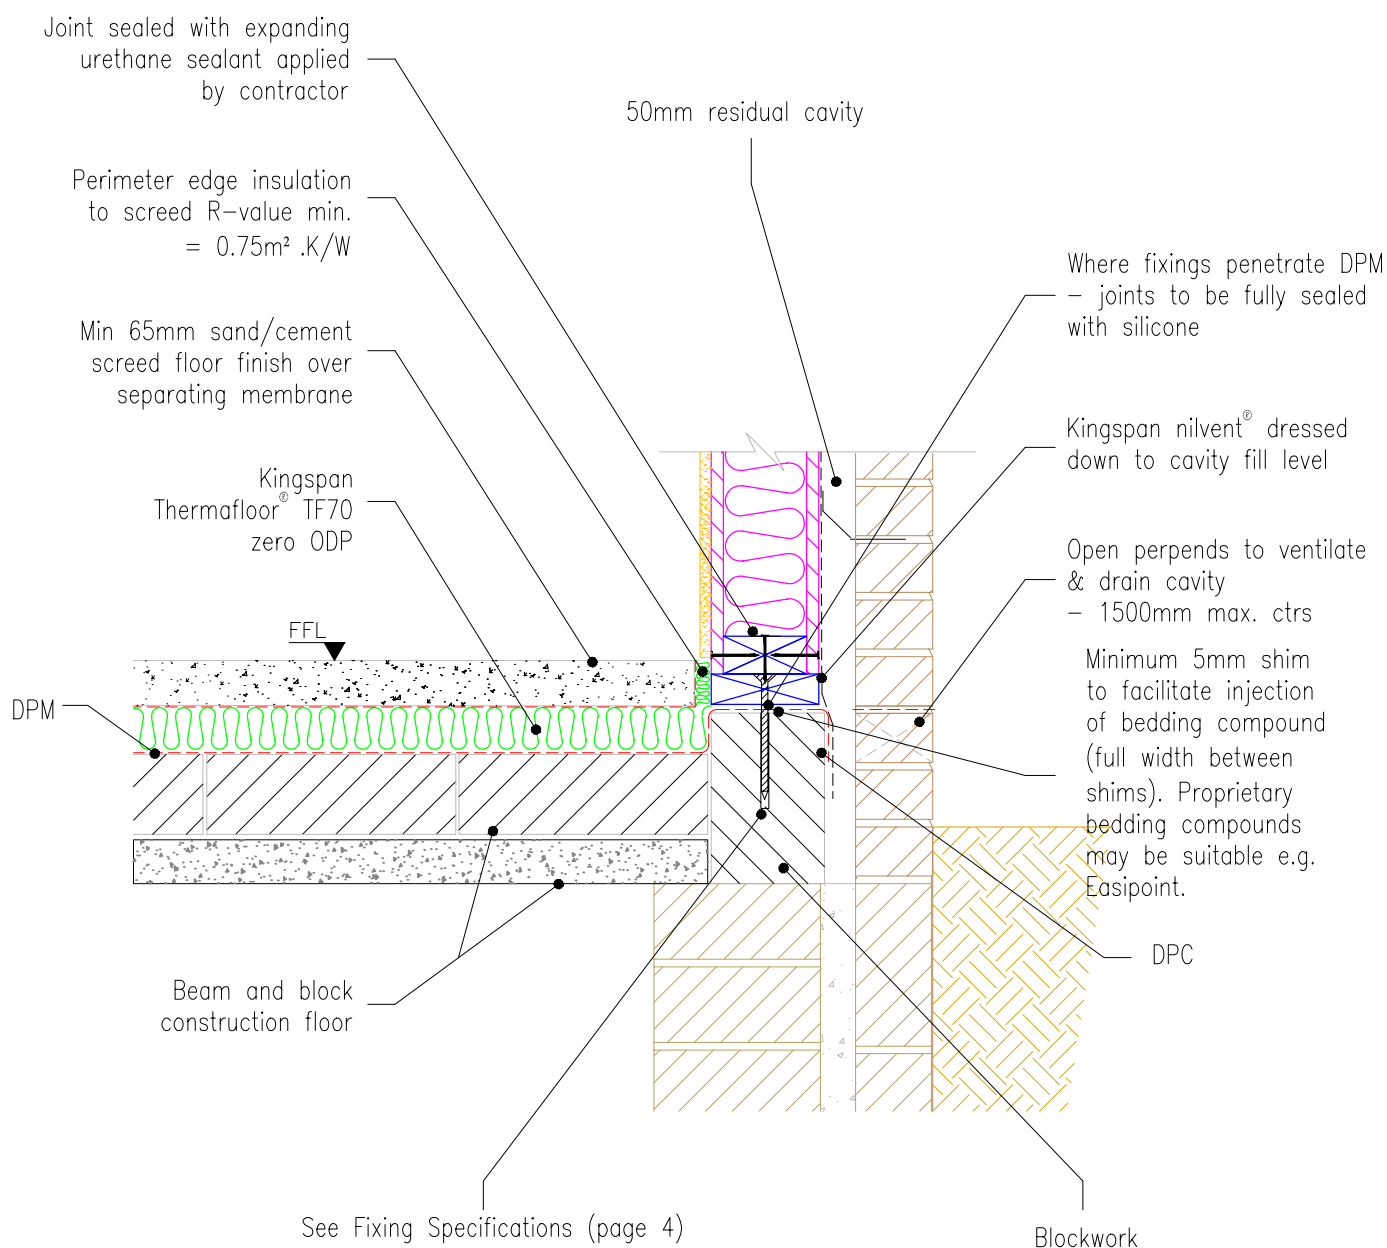 Joint sealed with expanding
urethane sealant applied
by contractor
50mm residual cavity
Perimeter edge insulation
to screed R-value min.
= 0.75m² .K/W
Where fixings penetrate DPM
- joints to be fully sealed
with silicone
Min 65mm sand/cement
screed floor finish over
separating membrane
Kingspan nilvent® dressed
down to cavity fill level
Kingspan
Thermafloor® TF70
zero ODP
Open perpends to ventilate
& drain cavity
- 1500mm max. ctrs
FFL
DPM
Minimum 5mm shim
to facilitate injection
of bedding compound
(full width between
shims). Proprietary
bedding compounds
may be suitable e.g.
Easipoint.
DPC
Beam and block
construction floor
See Fixing Specifications (page 4)
Blockwork